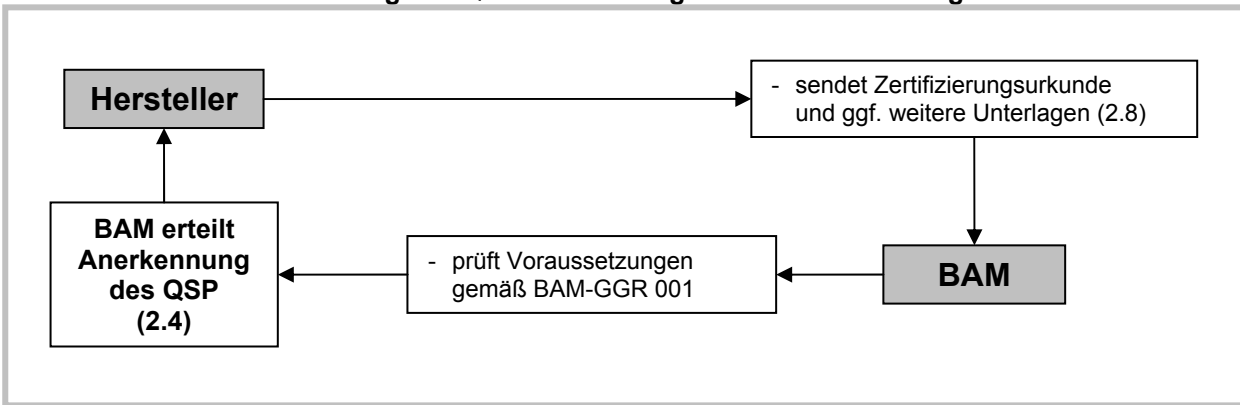 Hersteller
- sendet Zertifizierungsurkunde
und ggf. weitere Unterlagen (2.8)
BAM erteilt
Anerkennung
des QSP
(2.4)
- prüft Voraussetzungen
gemäß BAM-GGR 001
BAM